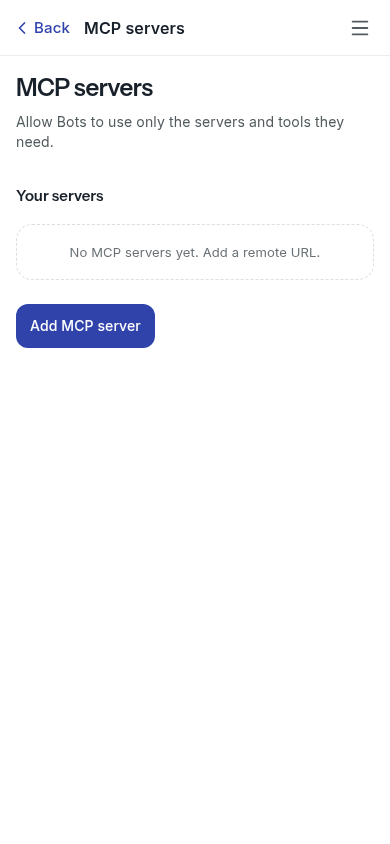 Back MCP servers
MCP servers
Allow Bots to use only the servers and tools they
need.
Your servers
No MCP servers yet. Add a remote URL.
Add MCP server